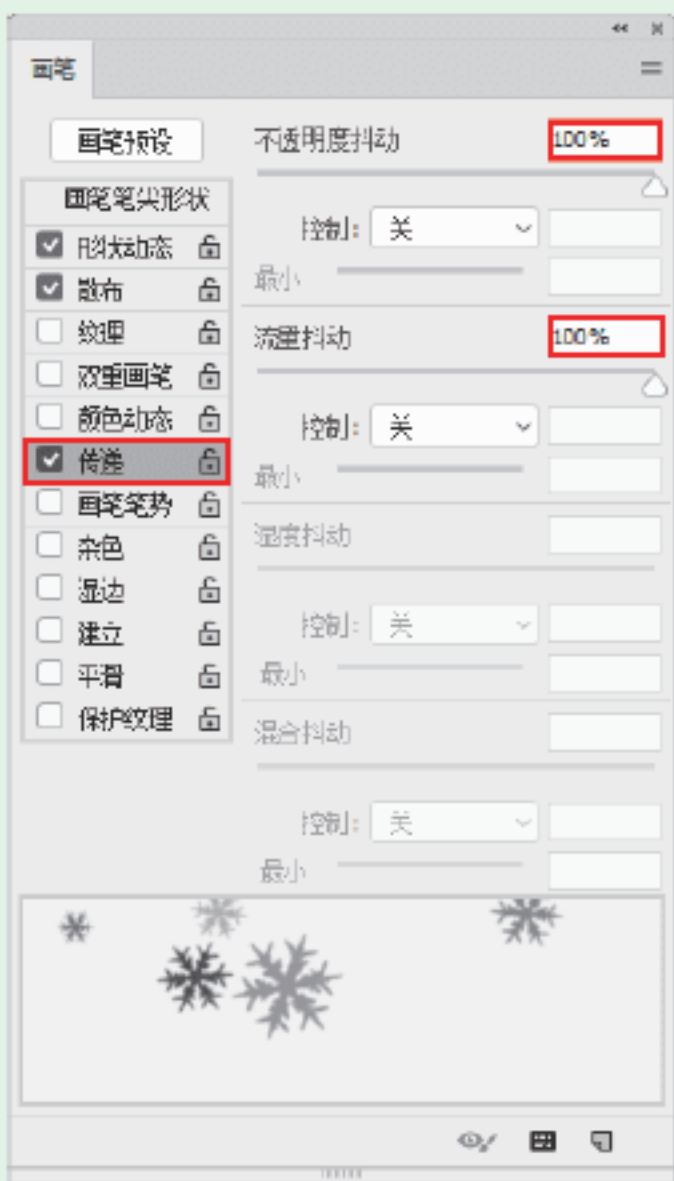 画笔
画笔预设
画笔笔尖形状
形状动态
散布
纹理
双重画笔
颜色动态
传递
画笔笔势
杂色
湿边
建立
平滑
保护纹理
不透明度抖动 100%
控制: 关
最小
流量抖动 100%
控制: 关
最小
湿度抖动
控制: 关
最小
混合抖动
控制: 关
最小